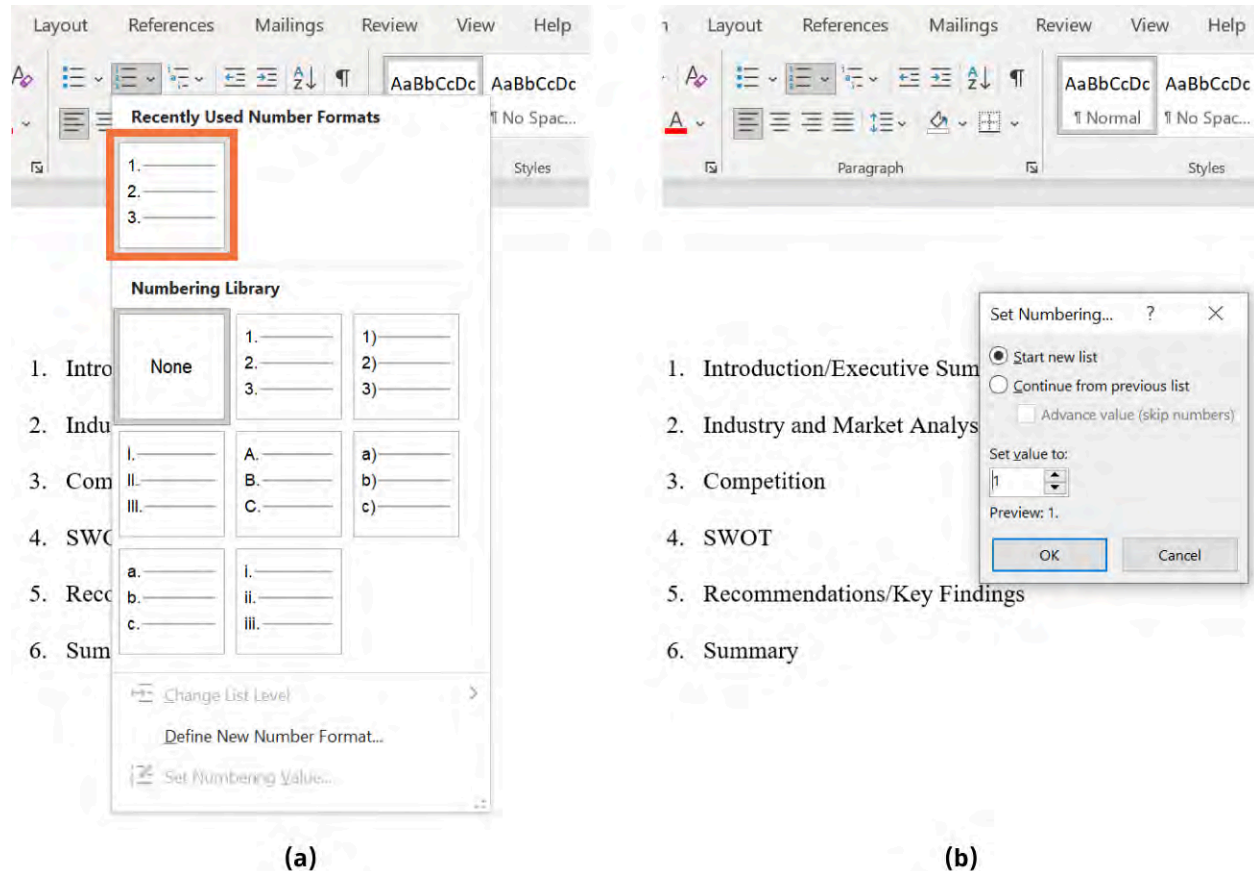 Layout References Mailings Review View Help
AaBbCcDc AaBbCcDc
¶ No Spac...
Styles
Recently Used Number Formats
1.
2.
3.
Numbering Library
None
1.
2.
3.
1)
2)
3)
I.
II.
III.
A.
B.
C.
a)
b)
c)
a.
b.
c.
i.
ii.
iii.
Change List Level
Define New Number Format...
Set Numbering Value...
1. Intro
2. Indu
3. Com
4. SWO
5. Reco
6. Sum
(a)
Layout References Mailings Review View Help
AaBbCcDc AaBbCcDc
¶ Normal ¶ No Spac...
Paragraph Styles
1. Introduction/Executive Sum
2. Industry and Market Analys
3. Competition
4. SWOT
5. Recommendations/Key Findings
6. Summary
Set Numbering... ?
Start new list
Continue from previous list
Advance value (skip numbers)
Set value to:
1
Preview: 1.
OK Cancel
(b)